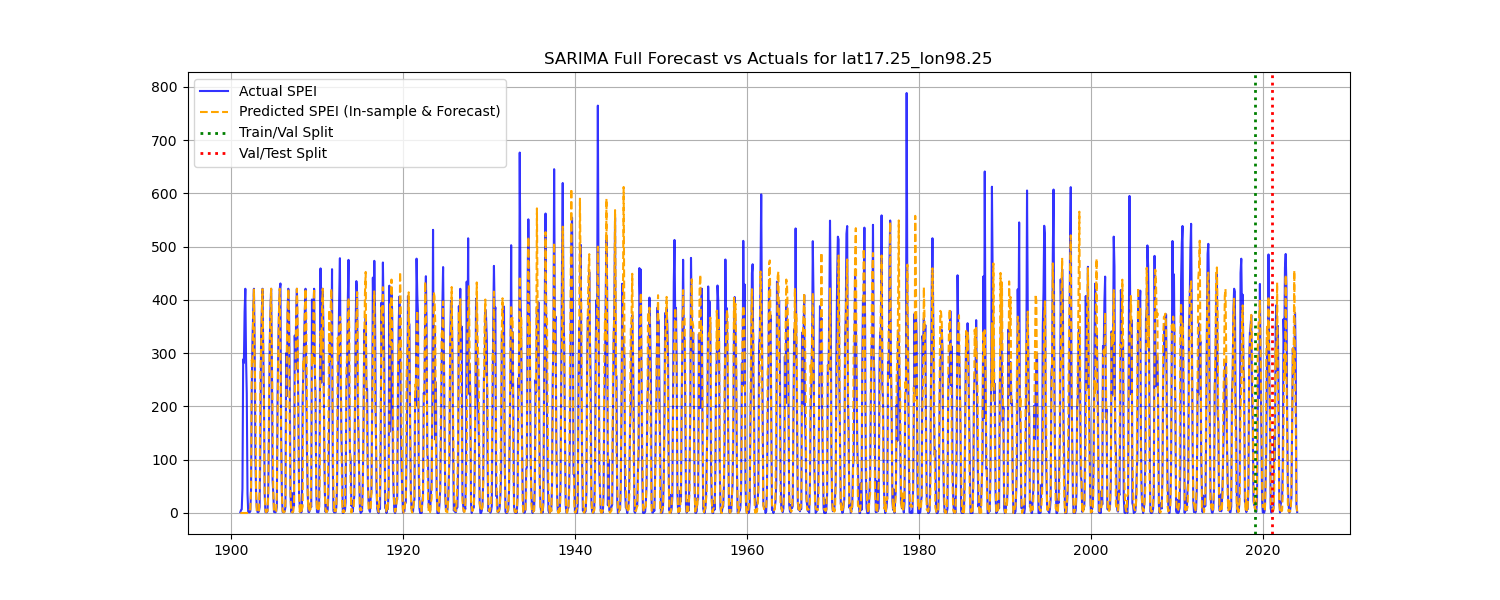 SARIMA Full Forecast vs Actuals for lat17.25_lon98.25
800
700
600
500
400
300
200
100
0
Actual SPEI
Predicted SPEI (In-sample & Forecast)
Train/Val Split
Val/Test Split
1900 1920 1940 1960 1980 2000 2020